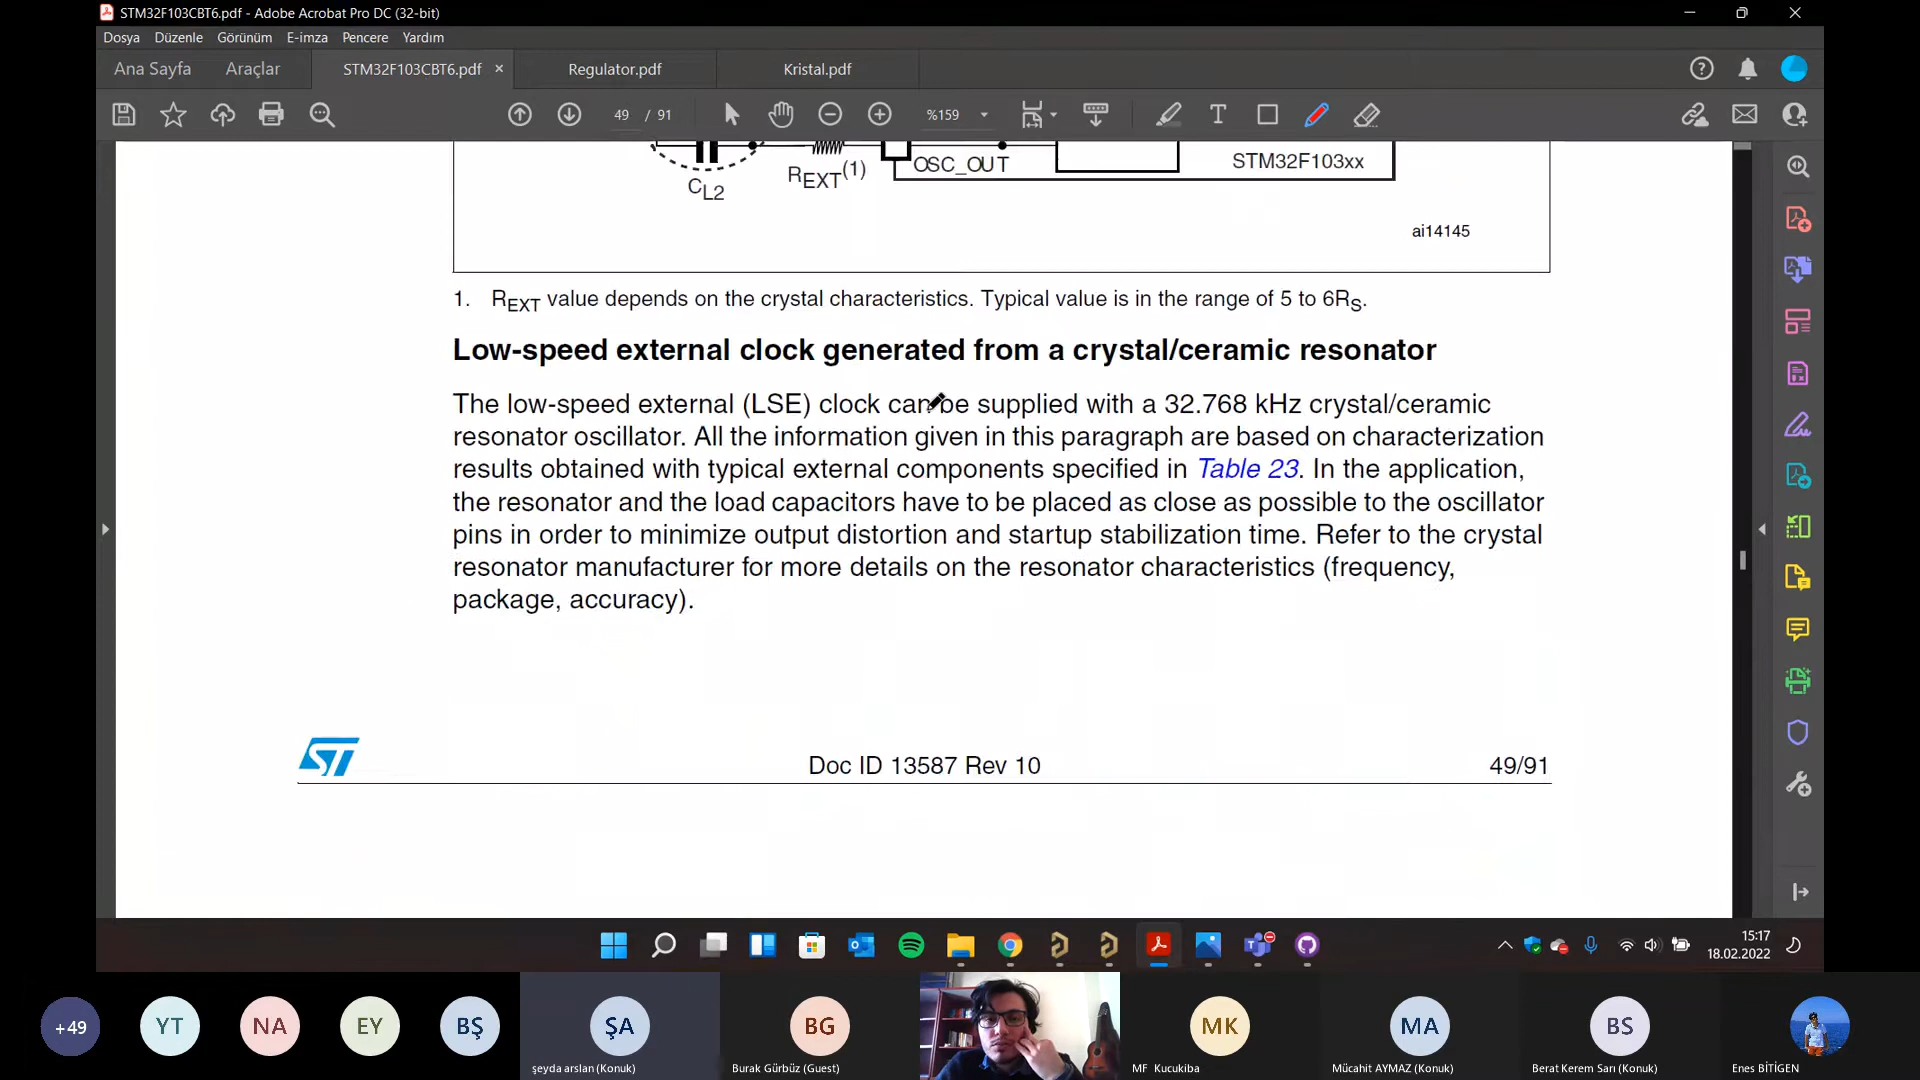 STM32F103CBT6.pdf - Adobe Acrobat Pro DC (32-bit)
Dosya Düzenle Görünüm E-imza Pencere Yardım
Ana Sayfa Araçlar STM32F103CBT6.pdf × Regulator.pdf Kristal.pdf
49 / 91 %159
CL2
REXT(1)
OSC_OUT
STM32F103xx
ai14145
1. REXT value depends on the crystal characteristics. Typical value is in the range of 5 to 6RS.
Low-speed external clock generated from a crystal/ceramic resonator
The low-speed external (LSE) clock can be supplied with a 32.768 kHz crystal/ceramic
resonator oscillator. All the information given in this paragraph are based on characterization
results obtained with typical external components specified in Table 23. In the application,
the resonator and the load capacitors have to be placed as close as possible to the oscillator
pins in order to minimize output distortion and startup stabilization time. Refer to the crystal
resonator manufacturer for more details on the resonator characteristics (frequency,
package, accuracy).
ST
Doc ID 13587 Rev 10
49/91
15:17
18.02.2022
+49 YT NA EY BŞ ŞA BG MK MA BS
şeyda arslan (Konuk) Burak Gürbüz (Guest) MF Kucukiba Mücahit AYMAZ (Konuk) Berat Kerem Sarı (Konuk) Enes BİTİGEN